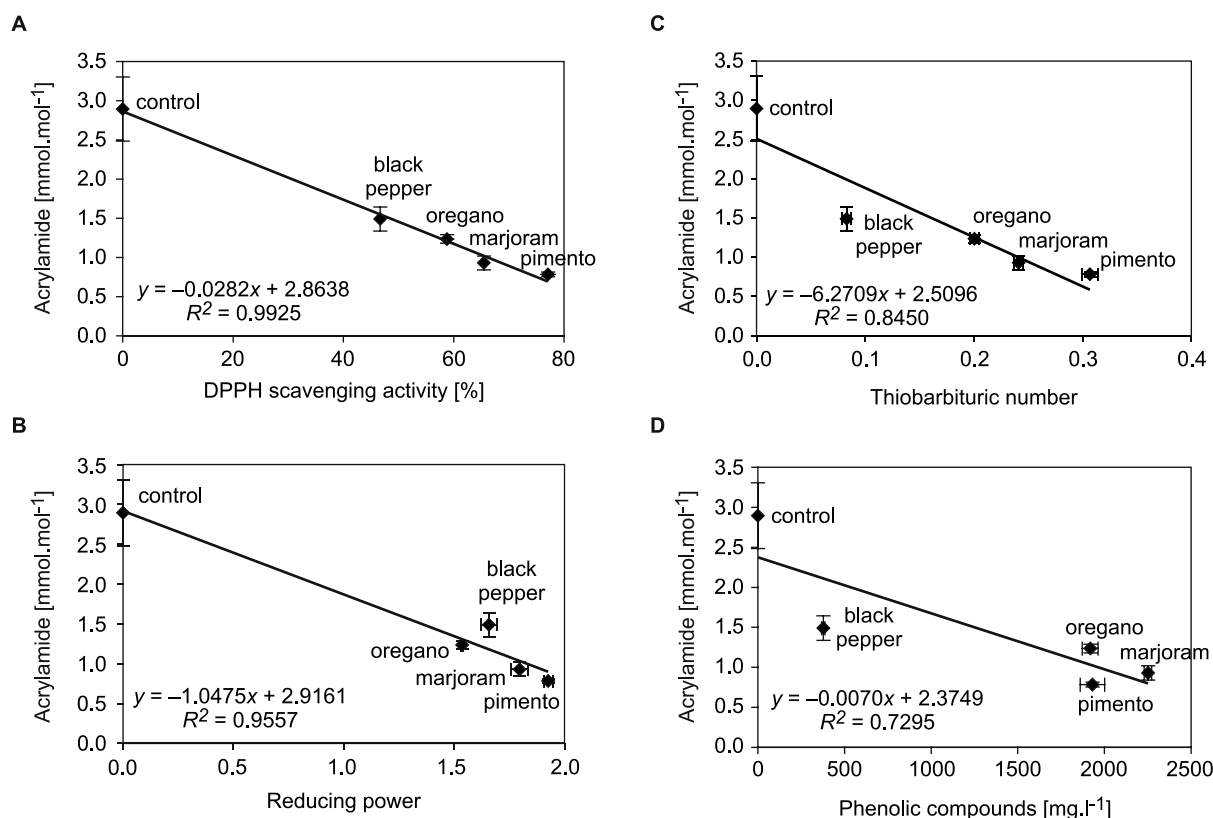 A
Acrylamide [mmol.mol⁻¹]
3.5
3.0
2.5
2.0
1.5
1.0
0.5
0.0
control
black
pepper
oregano
marjoram
pimento
y = –0.0282x + 2.8638
R² = 0.9925
0 20 40 60 80
DPPH scavenging activity [%]
C
Acrylamide [mmol.mol⁻¹]
3.5
3.0
2.5
2.0
1.5
1.0
0.5
0.0
control
black
pepper
oregano
marjoram
pimento
y = –6.2709x + 2.5096
R² = 0.8450
0.0 0.1 0.2 0.3 0.4
Thiobarbituric number
B
Acrylamide [mmol.mol⁻¹]
3.5
3.0
2.5
2.0
1.5
1.0
0.5
0.0
control
black
pepper
oregano
marjoram
pimento
y = –1.0475x + 2.9161
R² = 0.9557
0.0 0.5 1.0 1.5 2.0
Reducing power
D
Acrylamide [mmol.mol⁻¹]
3.5
3.0
2.5
2.0
1.5
1.0
0.5
0.0
control
black
pepper
oregano
marjoram
pimento
y = –0.0070x + 2.3749
R² = 0.7295
0 500 1000 1500 2000 2500
Phenolic compounds [mg.l⁻¹]